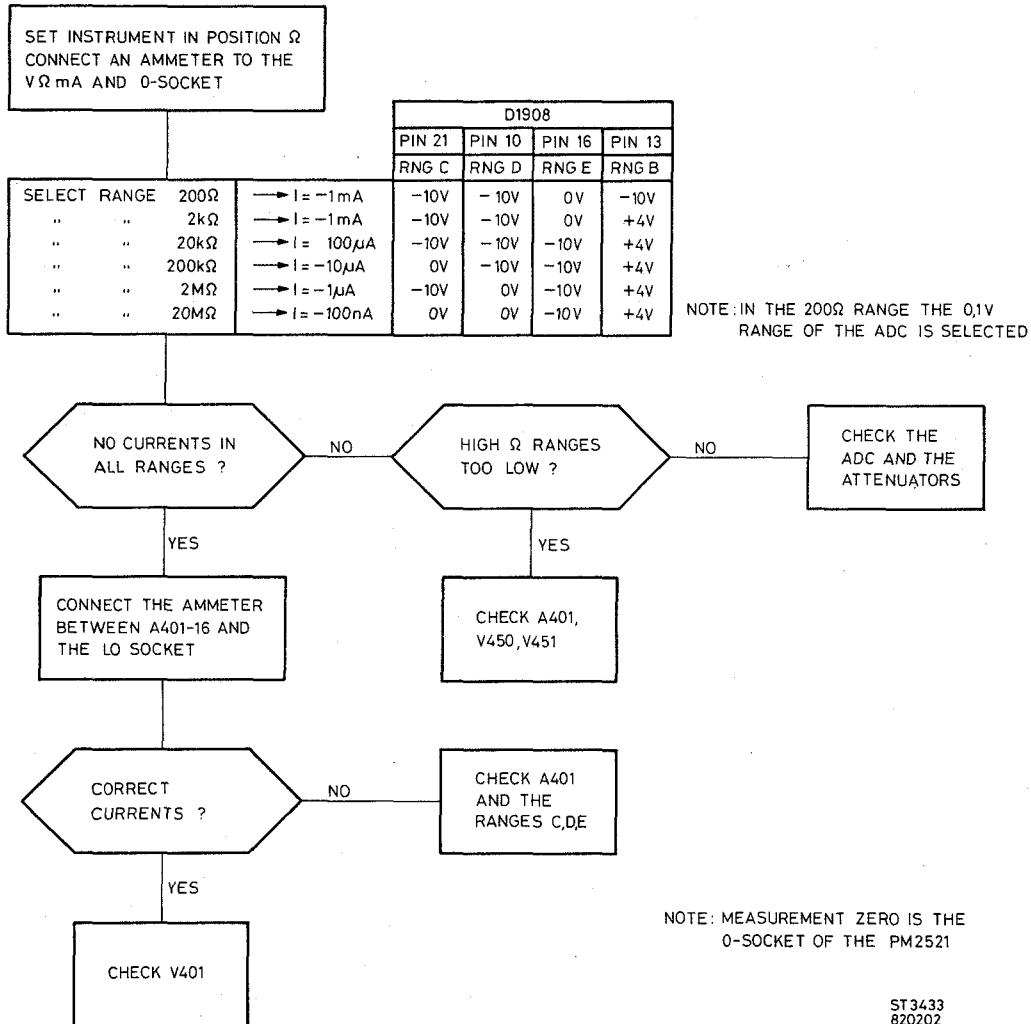 SET INSTRUMENT IN POSITION Ω
CONNECT AN AMMETER TO THE
VΩmA AND 0-SOCKET
D1908
PIN 21 PIN 10 PIN 16 PIN 13
RNG C RNG D RNG E RNG B
SELECT RANGE 200Ω → I = -1mA -10V -10V 0V -10V
" " 2kΩ → I = -1mA -10V -10V 0V +4V
" " 20kΩ → I = 100µA -10V -10V -10V +4V
" " 200kΩ → I = -10µA 0V -10V -10V +4V
" " 2MΩ → I = -1µA -10V 0V -10V +4V
" " 20MΩ → I = -100nA 0V 0V -10V +4V
NOTE: IN THE 200Ω RANGE THE 0,1V
RANGE OF THE ADC IS SELECTED
NO CURRENTS IN
ALL RANGES ?
NO
HIGH Ω RANGES
TOO LOW ?
NO
CHECK THE
ADC AND THE
ATTENUATORS
YES
YES
CONNECT THE AMMETER
BETWEEN A401-16 AND
THE LO SOCKET
CHECK A401,
V450, V451
CORRECT
CURRENTS ?
NO
CHECK A401
AND THE
RANGES C,D,E
YES
CHECK V401
NOTE: MEASUREMENT ZERO IS THE
0-SOCKET OF THE PM2521
ST3433
820202